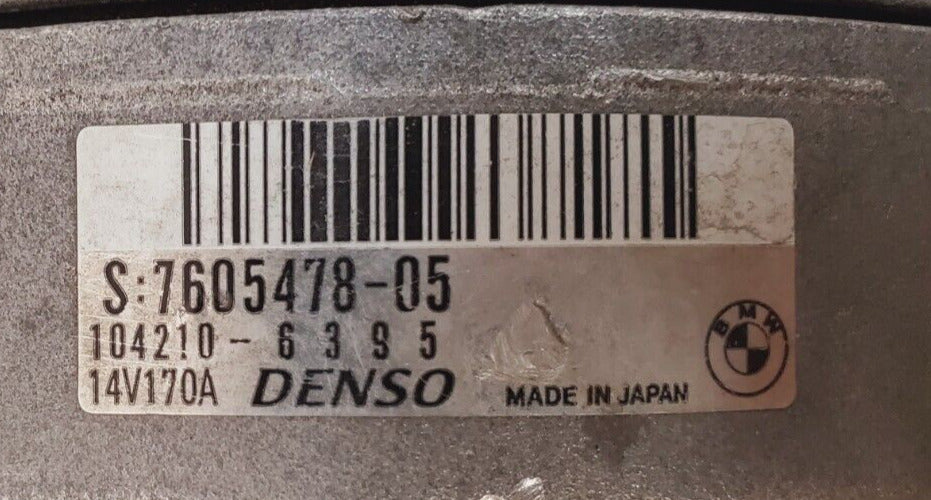 S:7605478-05
104210-6395
14V170A DENSO MADE IN JAPAN
BMW